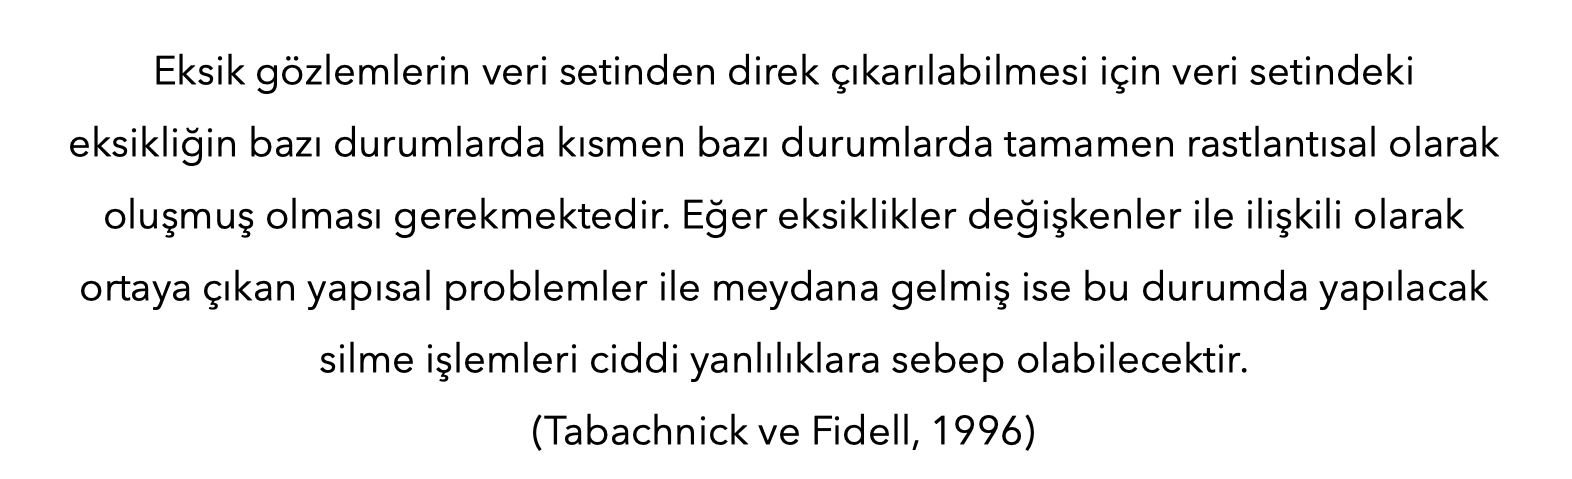 Eksik gözlemlerin veri setinden direk çıkarılabilmesi için veri setindeki
eksikliğin bazı durumlarda kısmen bazı durumlarda tamamen rastlantısal olarak
oluşmuş olması gerekmektedir. Eğer eksiklikler değişkenler ile ilişkili olarak
ortaya çıkan yapısal problemler ile meydana gelmiş ise bu durumda yapılacak
silme işlemleri ciddi yanlılıklara sebep olabilecektir.
(Tabachnick ve Fidell, 1996)